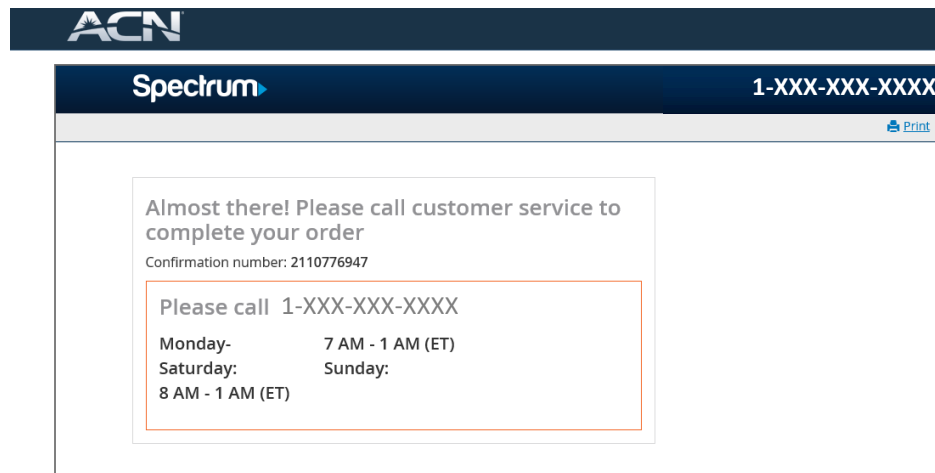 ACN
Spectrum
1-XXX-XXX-XXXX
Print
Almost there! Please call customer service to
complete your order
Confirmation number: 2110776947
Please call 1-XXX-XXX-XXXX
Monday-
Saturday:
8 AM - 1 AM (ET)
7 AM - 1 AM (ET)
Sunday: